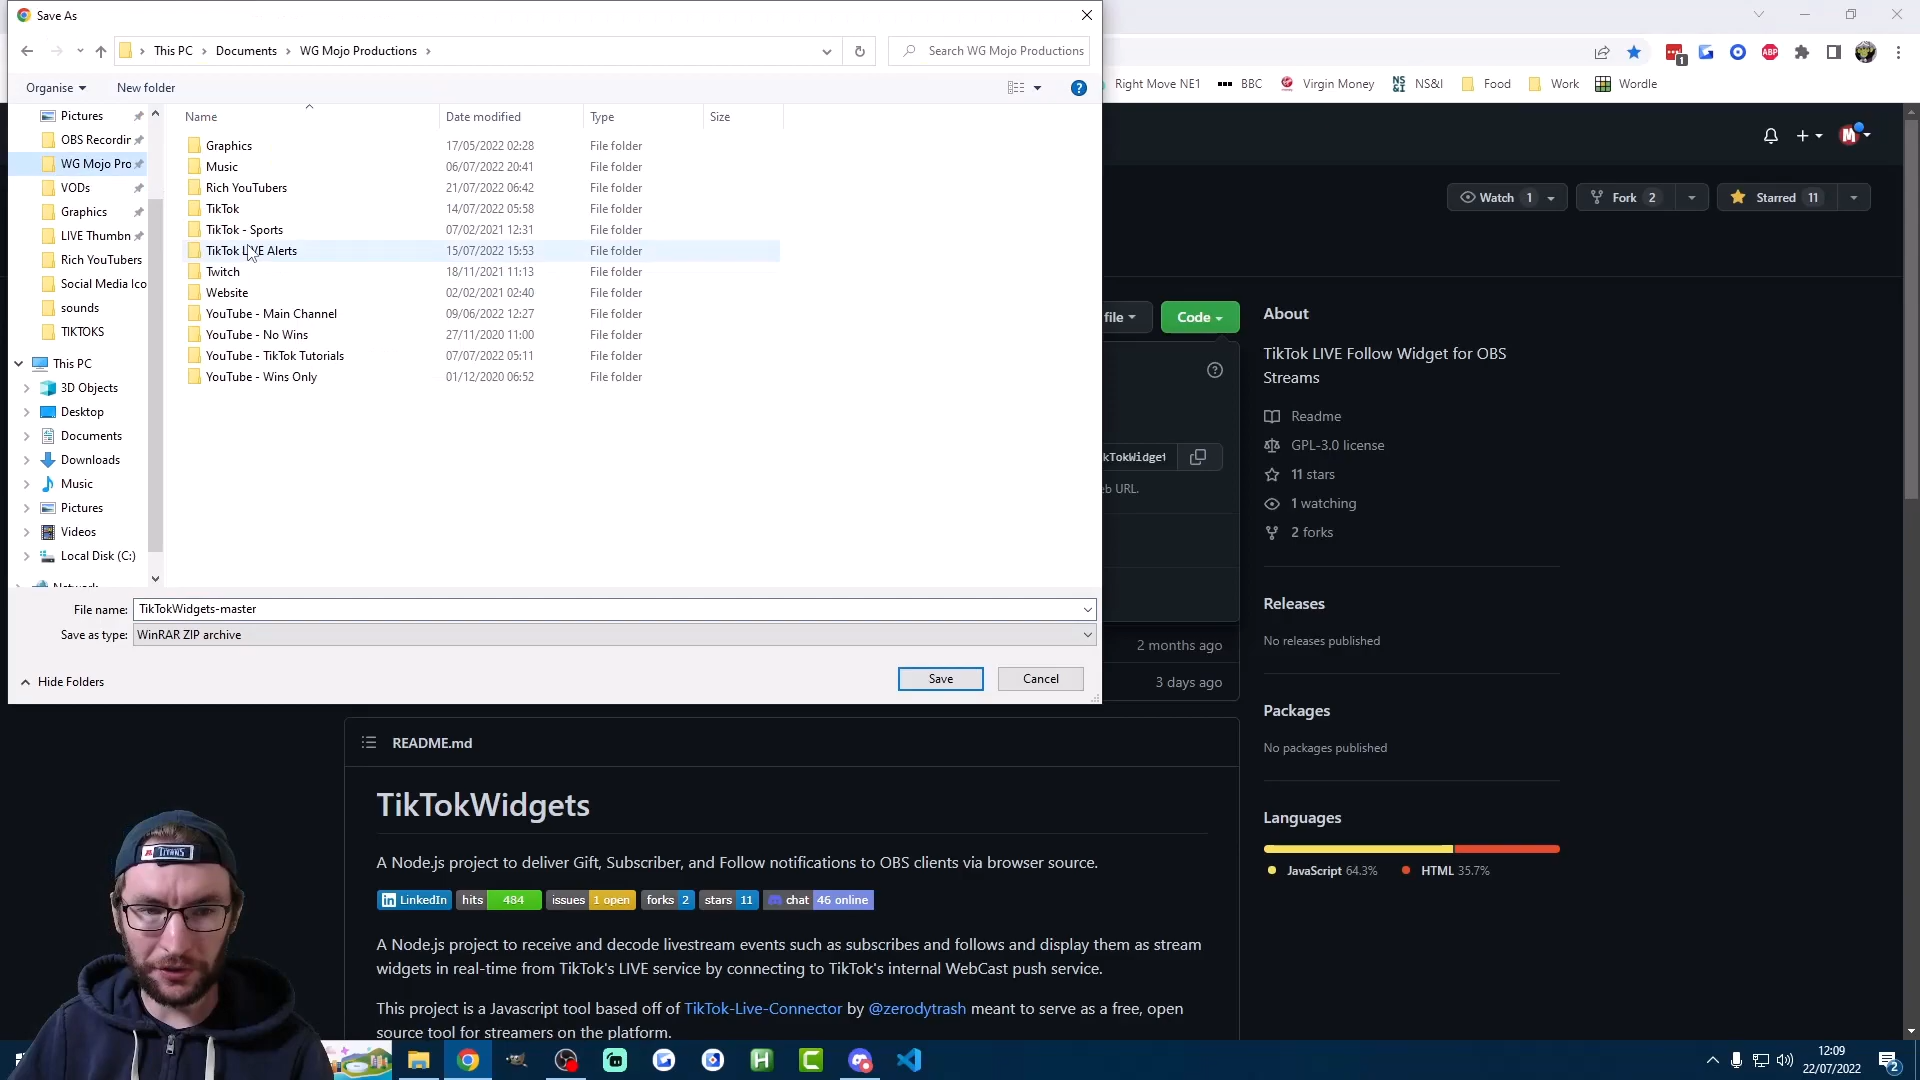 Save As
This PC > Documents > WG Mojo Productions >
Search WG Mojo Productions
Organise
New folder
Right Move NE1
BBC
Virgin Money
NS&I
Food
Work
Wordle
Name
Date modified
Type
Size
Pictures
OBS Recordin
WG Mojo Pro
VODs
Graphics
LIVE Thumbn
Rich YouTubers
Social Media Ico
sounds
TIKTOKS
This PC
3D Objects
Desktop
Documents
Downloads
Music
Pictures
Videos
Local Disk (C:)
Graphics 17/05/2022 02:28 File folder
Music 06/07/2022 20:41 File folder
Rich YouTubers 21/07/2022 06:42 File folder
TikTok 14/07/2022 05:58 File folder
TikTok - Sports 07/02/2021 12:31 File folder
TikTok LIVE Alerts 15/07/2022 15:53 File folder
Twitch 18/11/2021 11:13 File folder
Website 02/02/2021 02:40 File folder
YouTube - Main Channel 09/06/2022 12:27 File folder
YouTube - No Wins 27/11/2020 11:00 File folder
YouTube - TikTok Tutorials 07/07/2022 05:11 File folder
YouTube - Wins Only 01/12/2020 06:52 File folder
File name: TikTokWidgets-master
Save as type: WinRAR ZIP archive
Hide Folders
Save
Cancel
Watch 1
Fork 2
Starred 11
file
Code
kTokWidget
eb URL.
2 months ago
3 days ago
About
TikTok LIVE Follow Widget for OBS
Streams
Readme
GPL-3.0 license
11 stars
1 watching
2 forks
Releases
No releases published
Packages
No packages published
Languages
JavaScript 64.3% HTML 35.7%
README.md
TikTokWidgets
A Node.js project to deliver Gift, Subscriber, and Follow notifications to OBS clients via browser source.
LinkedIn hits 484 issues 1 open forks 2 stars 11 chat 46 online
A Node.js project to receive and decode livestream events such as subscribes and follows and display them as stream
widgets in real-time from TikTok's LIVE service by connecting to TikTok's internal WebCast push service.
This project is a Javascript tool based off of TikTok-Live-Connector by @zerodytrash meant to serve as a free, open
source tool for streamers on the platform.
TITANS
12:09
22/07/2022
2